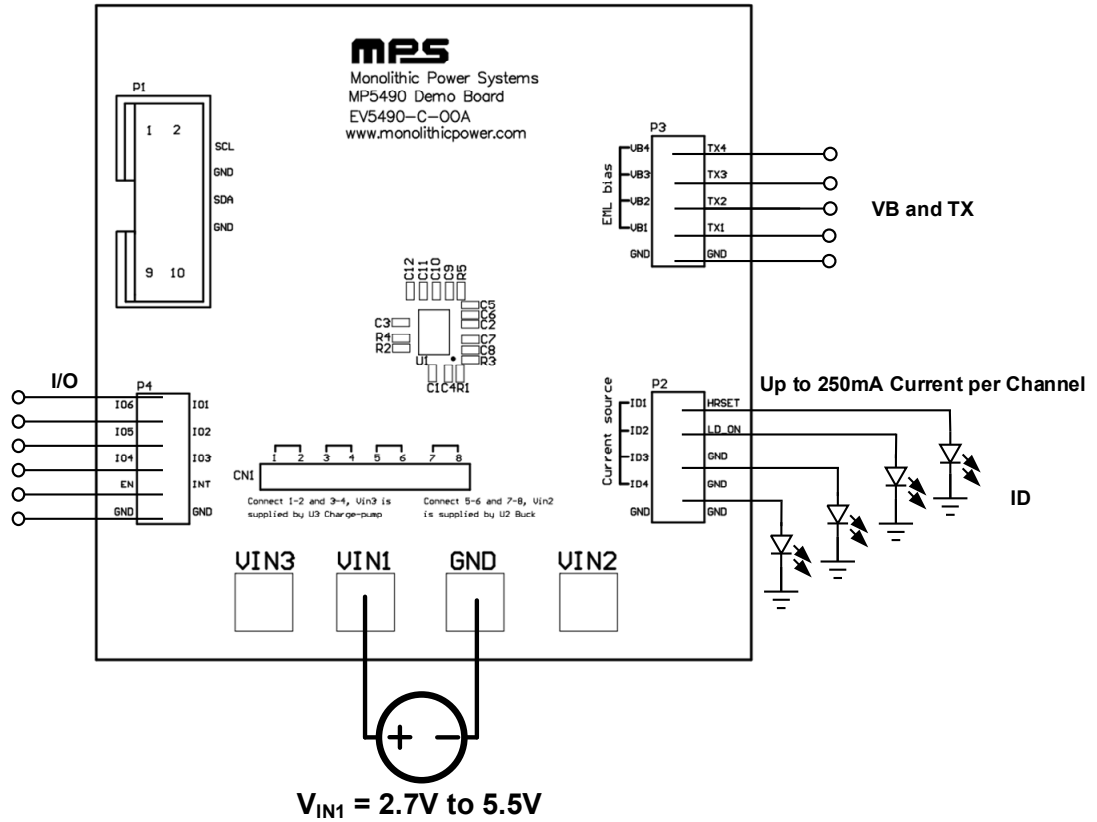 MPS
Monolithic Power Systems
MP5490 Demo Board
EV5490-C-00A
www.monolithicpower.com
P1
1 2
SCL
GND
SDA
GND
9 10
P3
EML bias
VB4 TX4
VB3 TX3
VB2 TX2
VB1 TX1
GND GND
VB and TX
C12 C11 C10 C9 R5
C5
C6
C3 C2
R4 C7
R2 C8
U1 R3
C1 C4 R1
I/O
P4
IO6 IO1
IO5 IO2
IO4 IO3
EN INT
GND GND
P2
Up to 250mA Current per Channel
Current source
ID1 HRSET
ID2 LD_ON
ID3 GND
ID4 GND
GND GND
ID
1 2 3 4 5 6 7 8
CN1
Connect 1-2 and 3-4, Vin3 is
supplied by U3 Charge-pump
Connect 5-6 and 7-8, Vin2
is supplied by U2 Buck
VIN3 VIN1 GND VIN2
+ −
VIN1 = 2.7V to 5.5V